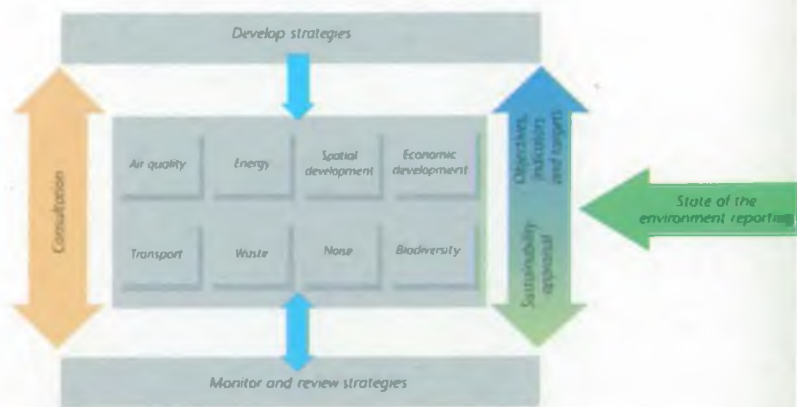 Develop strategies
Consultation
Air quality
Energy
Spatial
development
Economic
development
Transport
Waste
Noise
Biodiversity
Objectives,
indicators
and targets
Sustainability
appraisal
State of the
environment reporting
Monitor and review strategies